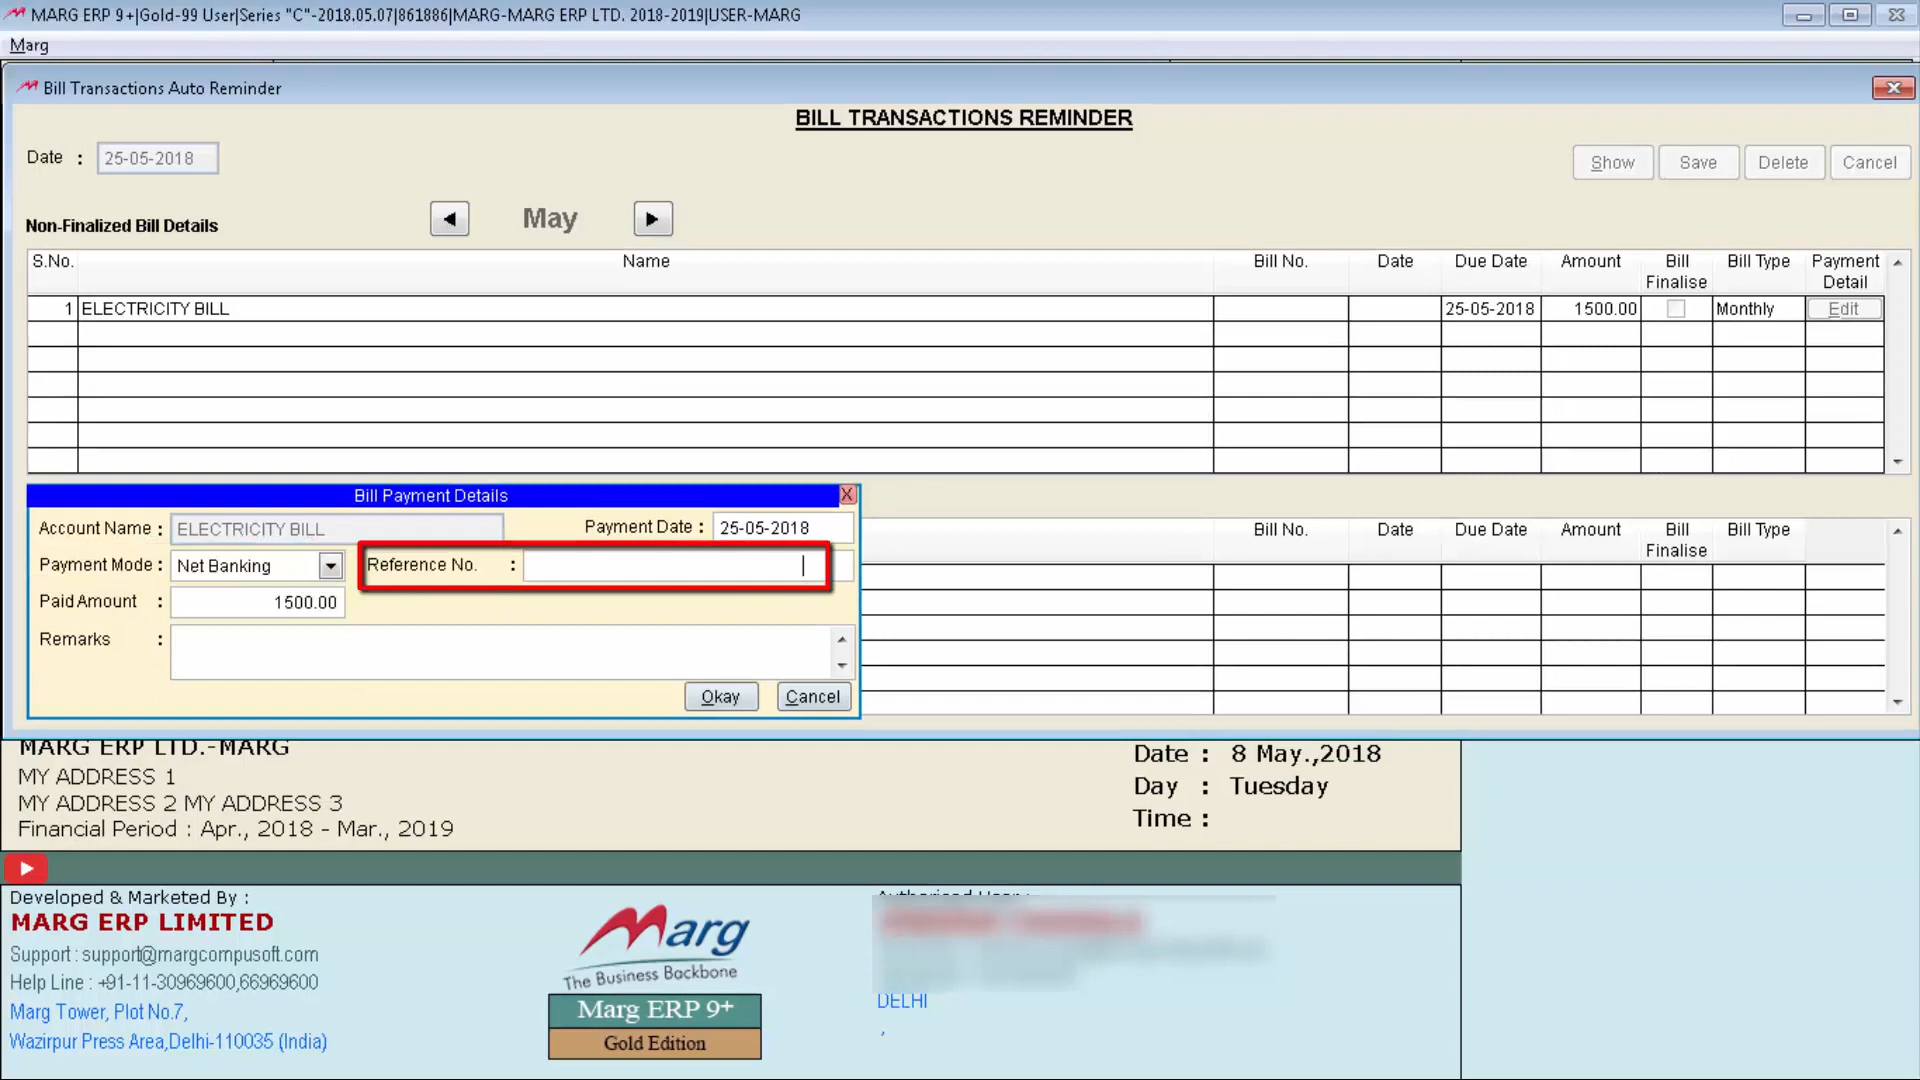 MARG ERP 9+|Gold-99 User|Series "C"-2018.05.07|861886|MARG-MARG ERP LTD. 2018-2019|USER-MARG
Marg
Bill Transactions Auto Reminder
BILL TRANSACTIONS REMINDER
Date : 25-05-2018
Show Save Delete Cancel
Non-Finalized Bill Details
May
S.No. Name Bill No. Date Due Date Amount Bill Finalise Bill Type Payment Detail
1 ELECTRICITY BILL 25-05-2018 1500.00 Monthly Edit
Bill Payment Details X
Account Name : ELECTRICITY BILL Payment Date : 25-05-2018
Payment Mode : Net Banking Reference No. :
Paid Amount : 1500.00
Remarks :
Okay Cancel
Bill No. Date Due Date Amount Bill Finalise Bill Type
MARG ERP LTD.-MARG
MY ADDRESS 1
MY ADDRESS 2 MY ADDRESS 3
Financial Period : Apr., 2018 - Mar., 2019
Date : 8 May.,2018
Day : Tuesday
Time :
Developed & Marketed By :
MARG ERP LIMITED
Support : support@margcompusoft.com
Help Line : +91-11-30969600,66969600
Marg Tower, Plot No.7,
Wazirpur Press Area,Delhi-110035 (India)
Marg
The Business Backbone
Marg ERP 9+
Gold Edition
DELHI
,